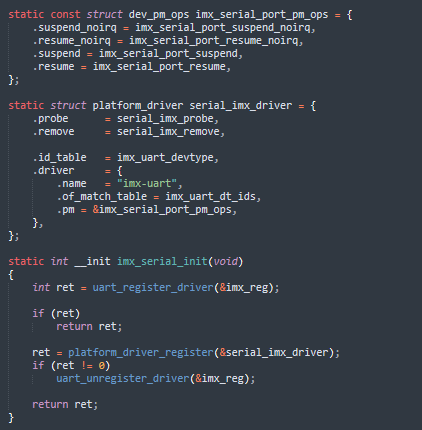 static const struct dev_pm_ops imx_serial_port_pm_ops = {
    .suspend_noirq = imx_serial_port_suspend_noirq,
    .resume_noirq = imx_serial_port_resume_noirq,
    .suspend = imx_serial_port_suspend,
    .resume = imx_serial_port_resume,
};

static struct platform_driver serial_imx_driver = {
    .probe      = serial_imx_probe,
    .remove     = serial_imx_remove,

    .id_table   = imx_uart_devtype,
    .driver     = {
        .name   = "imx-uart",
        .of_match_table = imx_uart_dt_ids,
        .pm = &imx_serial_port_pm_ops,
    },
};

static int __init imx_serial_init(void)
{
    int ret = uart_register_driver(&imx_reg);

    if (ret)
        return ret;

    ret = platform_driver_register(&serial_imx_driver);
    if (ret != 0)
        uart_unregister_driver(&imx_reg);

    return ret;
}